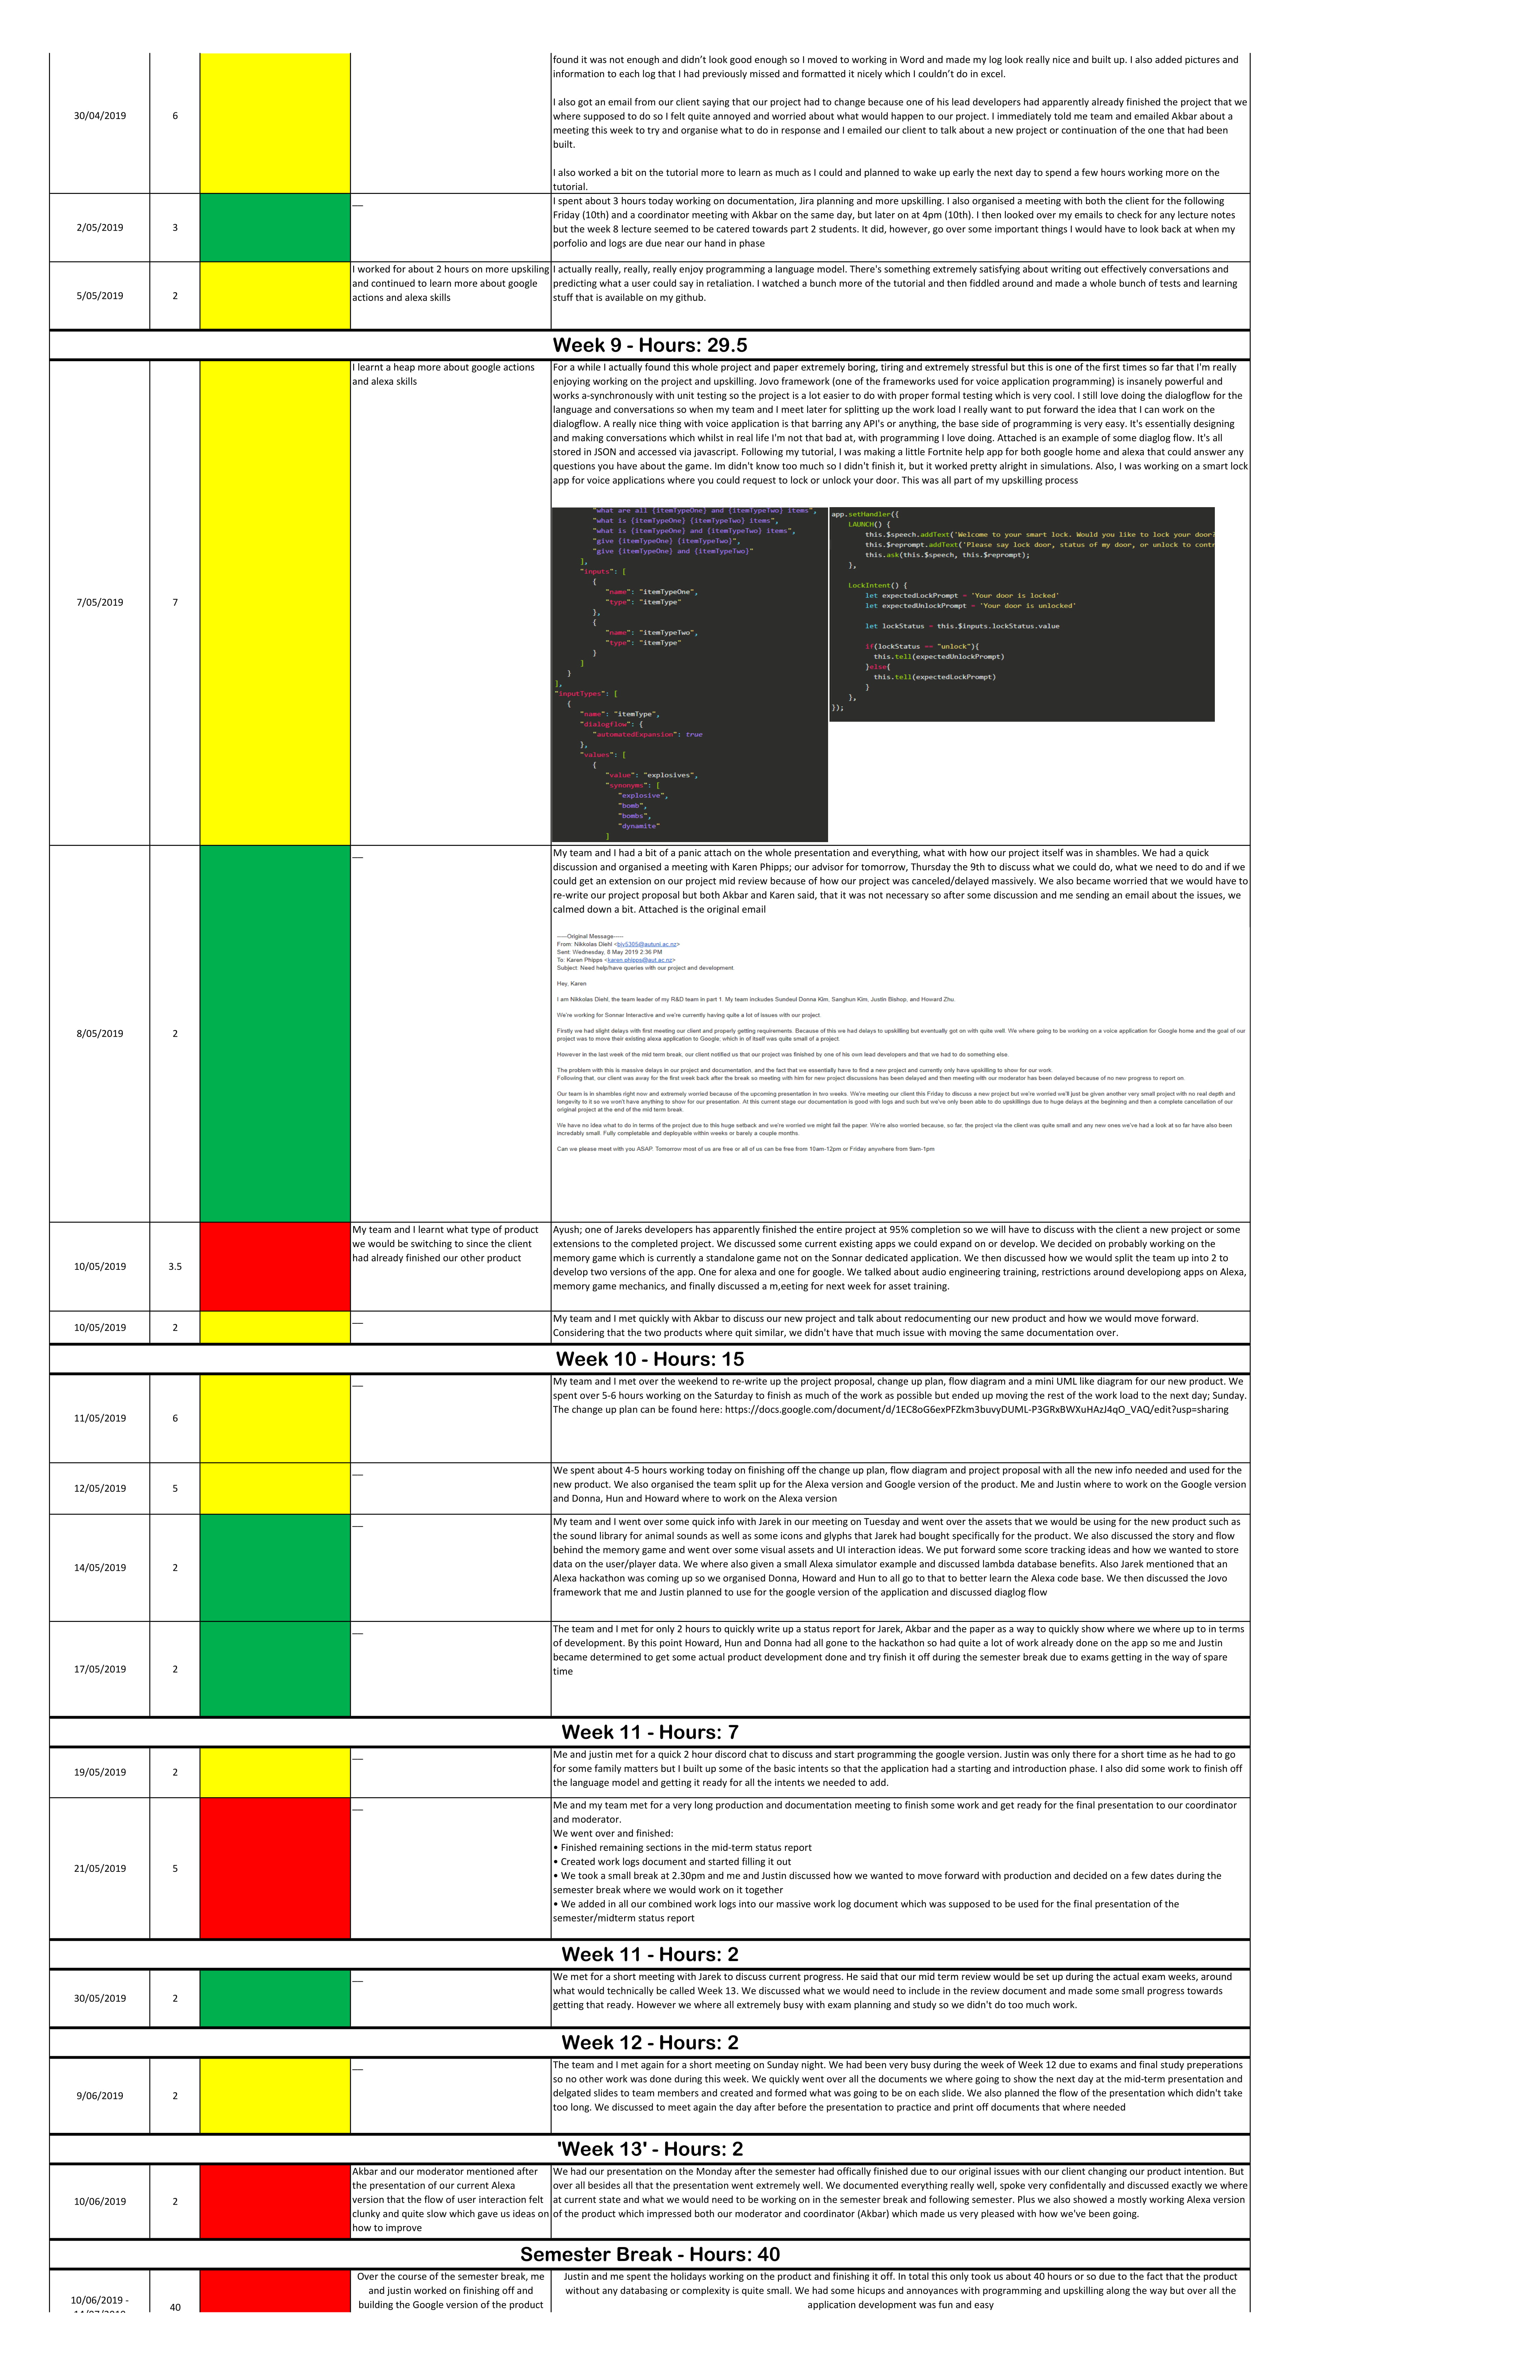 found it was not enough and didn't look good enough so I moved to working in Word and made my log look really nice and built up. I also added pictures and
information to each log that I had previously missed and formatted it nicely which I couldn't do in excel.
I also got an email from our client saying that our project had to change because one of his lead developers had apparently already finished the project that we
where supposed to do so I felt quite annoyed and worried about what would happen to our project. I immediately told me team and emailed Akbar about a
meeting this week to try and organise what to do in response and I emailed our client to talk about a new project or continuation of the one that had been
built.
I also worked a bit on the tutorial more to learn as much as I could and planned to wake up early the next day to spend a few hours working more on the
tutorial.
30/04/2019
6
2/05/2019
3
__
I spent about 3 hours today working on documentation, Jira planning and more upskilling. I also organised a meeting with both the client for the following
Friday (10th) and a coordinator meeting with Akbar on the same day, but later on at 4pm (10th). I then looked over my emails to check for any lecture notes
but the week 8 lecture seemed to be catered towards part 2 students. It did, however, go over some important things I would have to look back at when my
porfolio and logs are due near our hand in phase
5/05/2019
2
I worked for about 2 hours on more upskiling
and continued to learn more about google
actions and alexa skills
I actually really, really, really enjoy programming a language model. There's something extremely satisfying about writing out effectively conversations and
predicting what a user could say in retaliation. I watched a bunch more of the tutorial and then fiddled around and made a whole bunch of tests and learning
stuff that is available on my github.
Week 9 - Hours: 29.5
7/05/2019
7
I learnt a heap more about google actions
and alexa skills
For a while I actually found this whole project and paper extremely boring, tiring and extremely stressful but this is one of the first times so far that I'm really
enjoying working on the project and upskilling. Jovo framework (one of the frameworks used for voice application programming) is insanely powerful and
works a-synchronously with unit testing so the project is a lot easier to do with proper formal testing which is very cool. I still love doing the dialogflow for the
language and conversations so when my team and I meet later for splitting up the work load I really want to put forward the idea that I can work on the
dialogflow. A really nice thing with voice application is that barring any API's or anything, the base side of programming is very easy. It's essentially designing
and making conversations which whilst in real life I'm not that bad at, with programming I love doing. Attached is an example of some diaglog flow. It's all
stored in JSON and accessed via javascript. Following my tutorial, I was making a little Fortnite help app for both google home and alexa that could answer any
questions you have about the game. Im didn't know too much so I didn't finish it, but it worked pretty alright in simulations. Also, I was working on a smart lock
app for voice applications where you could request to lock or unlock your door. This was all part of my upskilling process
"what are all {itemTypeOne} and {itemTypeTwo} items",
"what is {itemTypeOne} {itemTypeTwo} items",
"what is {itemTypeOne} and {itemTypeTwo} items",
"give {itemTypeOne} {itemTypeTwo}",
"give {itemTypeOne} and {itemTypeTwo}"
],
"inputs": [
{
"name": "itemTypeOne",
"type": "itemType"
},
{
"name": "itemTypeTwo",
"type": "itemType"
}
]
}
],
"inputTypes": [
{
"name": "itemType",
"dialogflow": {
"automatedExpansion": true
},
"values": [
{
"value": "explosives",
"synonyms": [
"explosive",
"bomb",
"bombs",
"dynamite"
]
app.setHandler({
LAUNCH() {
this.$speech.addText('Welcome to your smart lock. Would you like to lock your door?
this.$reprompt.addText('Please say lock door, status of my door, or unlock to contr
this.ask(this.$speech, this.$reprompt);
},
LockIntent() {
let expectedLockPrompt = 'Your door is locked'
let expectedUnlockPrompt = 'Your door is unlocked'
let lockStatus = this.$inputs.lockStatus.value
if(lockStatus == "unlock"){
this.tell(expectedUnlockPrompt)
}else{
this.tell(expectedLockPrompt)
}
},
});
8/05/2019
2
__
My team and I had a bit of a panic attach on the whole presentation and everything, what with how our project itself was in shambles. We had a quick
discussion and organised a meeting with Karen Phipps; our advisor for tomorrow, Thursday the 9th to discuss what we could do, what we need to do and if we
could get an extension on our project mid review because of how our project was canceled/delayed massively. We also became worried that we would have to
re-write our project proposal but both Akbar and Karen said, that it was not necessary so after some discussion and me sending an email about the issues, we
calmed down a bit. Attached is the original email
-----Original Message-----
From: Nikkolas Diehl <bjv5305@autuni.ac.nz>
Sent: Wednesday, 8 May 2019 2:36 PM
To: Karen Phipps <karen.phipps@aut.ac.nz>
Subject: Need help/have queries with our project and development.
Hey, Karen
I am Nikkolas Diehl, the team leader of my R&D team in part 1. My team includes Sundeul Donna Kim, Sanghun Kim, Justin Bishop, and Howard Zhu.
We're working for Sonnar Interactive and we're currently having quite a lot of issues with our project.
Firstly we had slight delays with first meeting our client and properly getting requirements. Because of this we had delays to upskilling but eventually got on with quite well. We where going to be working on a voice application for Google home and the goal of our
project was to move their existing alexa application to Google; which in of itself was quite small of a project.
However in the last week of the mid term break, our client notified us that our project was finished by one of his own lead developers and that we had to do something else.
The problem with this is massive delays in our project and documentation, and the fact that we essentially have to find a new project and currently only have upskilling to show for our work.
Following that, our client was away for the first week back after the break so meeting with him for new project discussions has been delayed and then meeting with our moderator has been delayed because of no new progress to report on.
Our team is in shambles right now and extremely worried because of the upcoming presentation in two weeks. We're meeting our client this Friday to discuss a new project but we're worried we'll just be given another very small project with no real depth and
longevity to it so we won't have anything to show for our presentation. At this current stage our documentation is good with logs and such but we've only been able to do upskillings due to huge delays at the beginning and then a complete cancellation of our
original project at the end of the mid term break.
We have no idea what to do in terms of the project due to this huge setback and we're worried we might fail the paper. We're also worried because, so far, the project via the client was quite small and any new ones we've had a look at so far have also been
incredably small. Fully completable and deployable within weeks or barely a couple months.
Can we please meet with you ASAP. Tomorrow most of us are free or all of us can be free from 10am-12pm or Friday anywhere from 9am-1pm
10/05/2019
3.5
My team and I learnt what type of product
we would be switching to since the client
had already finished our other product
Ayush; one of Jareks developers has apparently finished the entire project at 95% completion so we will have to discuss with the client a new project or some
extensions to the completed project. We discussed some current existing apps we could expand on or develop. We decided on probably working on the
memory game which is currently a standalone game not on the Sonnar dedicated application. We then discussed how we would split the team up into 2 to
develop two versions of the app. One for alexa and one for google. We talked about audio engineering training, restrictions around developiong apps on Alexa,
memory game mechanics, and finally discussed a m,eeting for next week for asset training.
10/05/2019
2
__
My team and I met quickly with Akbar to discuss our new project and talk about redocumenting our new product and how we would move forward.
Considering that the two products where quit similar, we didn't have that much issue with moving the same documentation over.
Week 10 - Hours: 15
11/05/2019
6
__
My team and I met over the weekend to re-write up the project proposal, change up plan, flow diagram and a mini UML like diagram for our new product. We
spent over 5-6 hours working on the Saturday to finish as much of the work as possible but ended up moving the rest of the work load to the next day; Sunday.
The change up plan can be found here: https://docs.google.com/document/d/1EC8oG6exPFZkm3buvyDUML-P3GRxBWXuHAzJ4qO_VAQ/edit?usp=sharing
12/05/2019
5
__
We spent about 4-5 hours working today on finishing off the change up plan, flow diagram and project proposal with all the new info needed and used for the
new product. We also organised the team split up for the Alexa version and Google version of the product. Me and Justin where to work on the Google version
and Donna, Hun and Howard where to work on the Alexa version
14/05/2019
2
__
My team and I went over some quick info with Jarek in our meeting on Tuesday and went over the assets that we would be using for the new product such as
the sound library for animal sounds as well as some icons and glyphs that Jarek had bought specifically for the product. We also discussed the story and flow
behind the memory game and went over some visual assets and UI interaction ideas. We put forward some score tracking ideas and how we wanted to store
data on the user/player data. We where also given a small Alexa simulator example and discussed lambda database benefits. Also Jarek mentioned that an
Alexa hackathon was coming up so we organised Donna, Howard and Hun to all go to that to better learn the Alexa code base. We then discussed the Jovo
framework that me and Justin planned to use for the google version of the application and discussed diaglog flow
17/05/2019
2
__
The team and I met for only 2 hours to quickly write up a status report for Jarek, Akbar and the paper as a way to quickly show where we where up to in terms
of development. By this point Howard, Hun and Donna had all gone to the hackathon so had quite a lot of work already done on the app so me and Justin
became determined to get some actual product development done and try finish it off during the semester break due to exams getting in the way of spare
time
Week 11 - Hours: 7
19/05/2019
2
__
Me and justin met for a quick 2 hour discord chat to discuss and start programming the google version. Justin was only there for a short time as he had to go
for some family matters but I built up some of the basic intents so that the application had a starting and introduction phase. I also did some work to finish off
the language model and getting it ready for all the intents we needed to add.
21/05/2019
5
__
Me and my team met for a very long production and documentation meeting to finish some work and get ready for the final presentation to our coordinator
and moderator.
We went over and finished:
• Finished remaining sections in the mid-term status report
• Created work logs document and started filling it out
• We took a small break at 2.30pm and me and Justin discussed how we wanted to move forward with production and decided on a few dates during the
semester break where we would work on it together
• We added in all our combined work logs into our massive work log document which was supposed to be used for the final presentation of the
semester/midterm status report
Week 11 - Hours: 2
30/05/2019
2
__
We met for a short meeting with Jarek to discuss current progress. He said that our mid term review would be set up during the actual exam weeks, around
what would technically be called Week 13. We discussed what we would need to include in the review document and made some small progress towards
getting that ready. However we where all extremely busy with exam planning and study so we didn't do too much work.
Week 12 - Hours: 2
9/06/2019
2
__
The team and I met again for a short meeting on Sunday night. We had been very busy during the week of Week 12 due to exams and final study preperations
so no other work was done during this week. We quickly went over all the documents we where going to show the next day at the mid-term presentation and
delgated slides to team members and created and formed what was going to be on each slide. We also planned the flow of the presentation which didn't take
too long. We discussed to meet again the day after before the presentation to practice and print off documents that where needed
'Week 13' - Hours: 2
10/06/2019
2
Akbar and our moderator mentioned after
the presentation of our current Alexa
version that the flow of user interaction felt
clunky and quite slow which gave us ideas on
how to improve
We had our presentation on the Monday after the semester had offically finished due to our original issues with our client changing our product intention. But
over all besides all that the presentation went extremely well. We documented everything really well, spoke very confidentally and discussed exactly we where
at current state and what we would need to be working on in the semester break and following semester. Plus we also showed a mostly working Alexa version
of the product which impressed both our moderator and coordinator (Akbar) which made us very pleased with how we've been going.
Semester Break - Hours: 40
10/06/2019 -
40
Over the course of the semester break, me
and justin worked on finishing off and
building the Google version of the product
Justin and me spent the holidays working on the product and finishing it off. In total this only took us about 40 hours or so due to the fact that the product
without any databasing or complexity is quite small. We had some hicups and annoyances with programming and upskilling along the way but over all the
application development was fun and easy